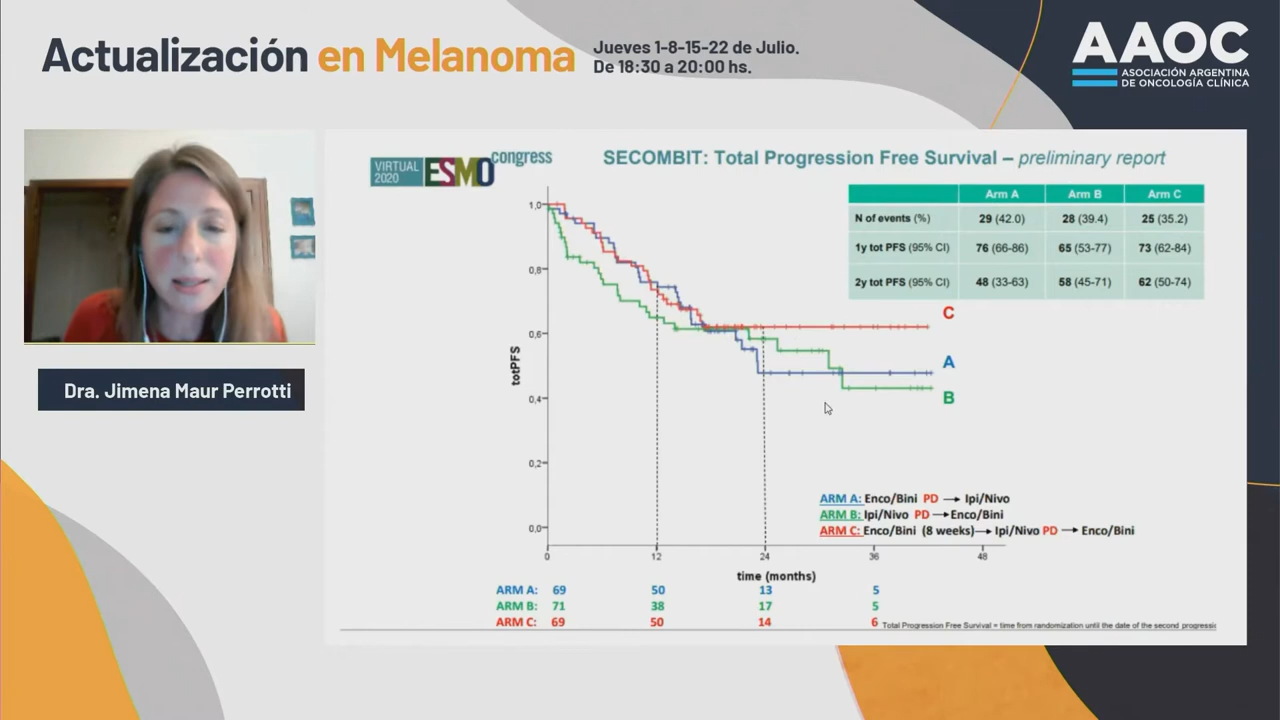 Actualización en Melanoma
Jueves 1-8-15-22 de Julio.
De 18:30 a 20:00 hs.
AAOC
ASOCIACIÓN ARGENTINA
DE ONCOLOGÍA CLÍNICA
Dra. Jimena Maur Perrotti
VIRTUAL
2020
ESMO
congress
SECOMBIT: Total Progression Free Survival – preliminary report
Arm A Arm B Arm C
N of events (%) 29 (42.0) 28 (39.4) 25 (35.2)
1y tot PFS (95% CI) 76 (66-86) 65 (53-77) 73 (62-84)
2y tot PFS (95% CI) 48 (33-63) 58 (45-71) 62 (50-74)
totPFS
1,0
0,8
0,6
0,4
0,2
0,0
C
A
B
ARM A: Enco/Bini PD → Ipi/Nivo
ARM B: Ipi/Nivo PD → Enco/Bini
ARM C: Enco/Bini (8 weeks) → Ipi/Nivo PD → Enco/Bini
0 12 24 36 48
time (months)
ARM A: 69 50 13 5
ARM B: 71 38 17 5
ARM C: 69 50 14 6
Total Progression Free Survival = time from randomization until the date of the second progressio